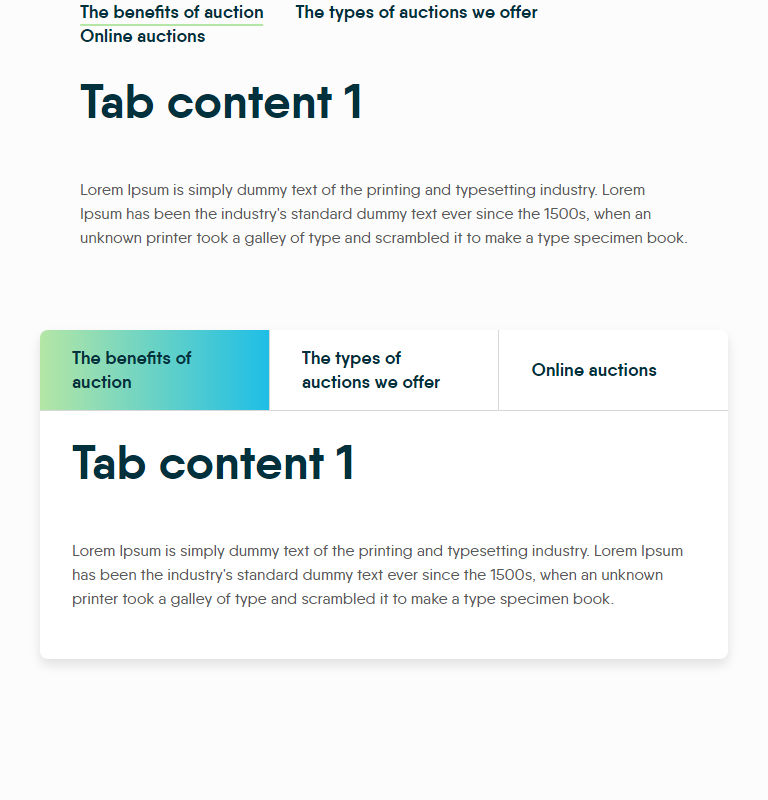 The benefits of auction The types of auctions we offer
Online auctions
Tab content 1
Lorem Ipsum is simply dummy text of the printing and typesetting industry. Lorem
Ipsum has been the industry's standard dummy text ever since the 1500s, when an
unknown printer took a galley of type and scrambled it to make a type specimen book.
The benefits of
auction
The types of
auctions we offer
Online auctions
Tab content 1
Lorem Ipsum is simply dummy text of the printing and typesetting industry. Lorem Ipsum
has been the industry's standard dummy text ever since the 1500s, when an unknown
printer took a galley of type and scrambled it to make a type specimen book.